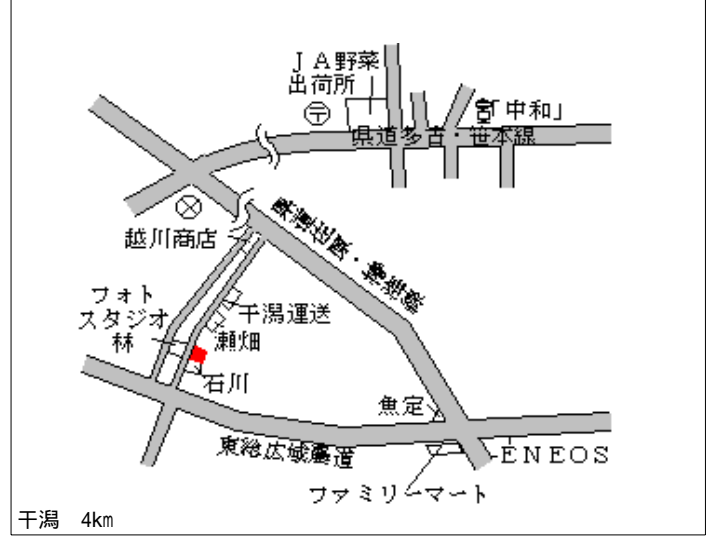 ＪＡ野菜
出荷所
宮「中和」
県道多古・笹本線
越川商店
フォト
スタジオ
林
干潟運送
瀬畑
石川
魚定
東総広域農道
ＥＮＥＯＳ
ファミリーマート
干潟　4km